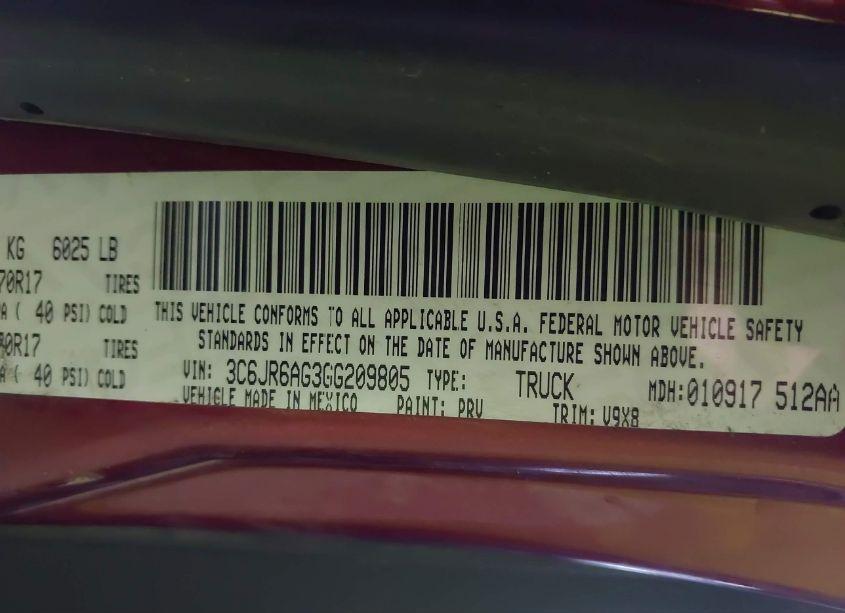 KG 6025 LB
70R17 TIRES
A ( 40 PSI) COLD
70R17 TIRES
A ( 40 PSI) COLD
THIS VEHICLE CONFORMS TO ALL APPLICABLE U.S.A. FEDERAL MOTOR VEHICLE SAFETY
STANDARDS IN EFFECT ON THE DATE OF MANUFACTURE SHOWN ABOVE.
VIN: 3C6JR6AG3GG209805 TYPE: TRUCK MDH:010917 512AA
VEHICLE MADE IN MEXICO PAINT: PRV TRIM: V9X8